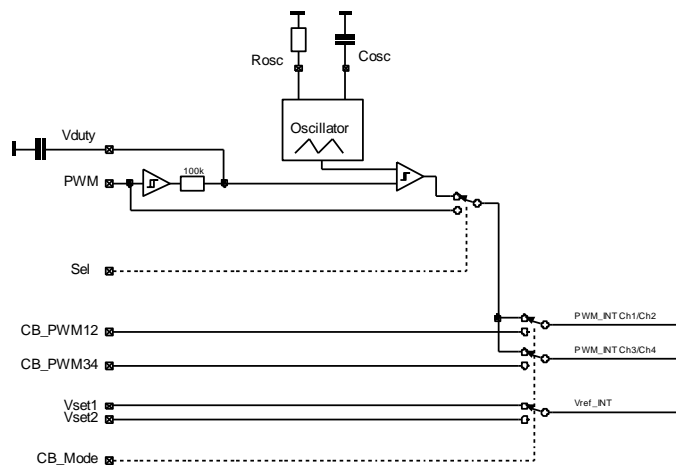 Rosc
Cosc
Oscillator
Vduty
100k
PWM
Sel
PWM_INT Ch1/Ch2
CB_PWM12
PWM_INT Ch3/Ch4
CB_PWM34
Vset1
Vref_INT
Vset2
CB_Mode